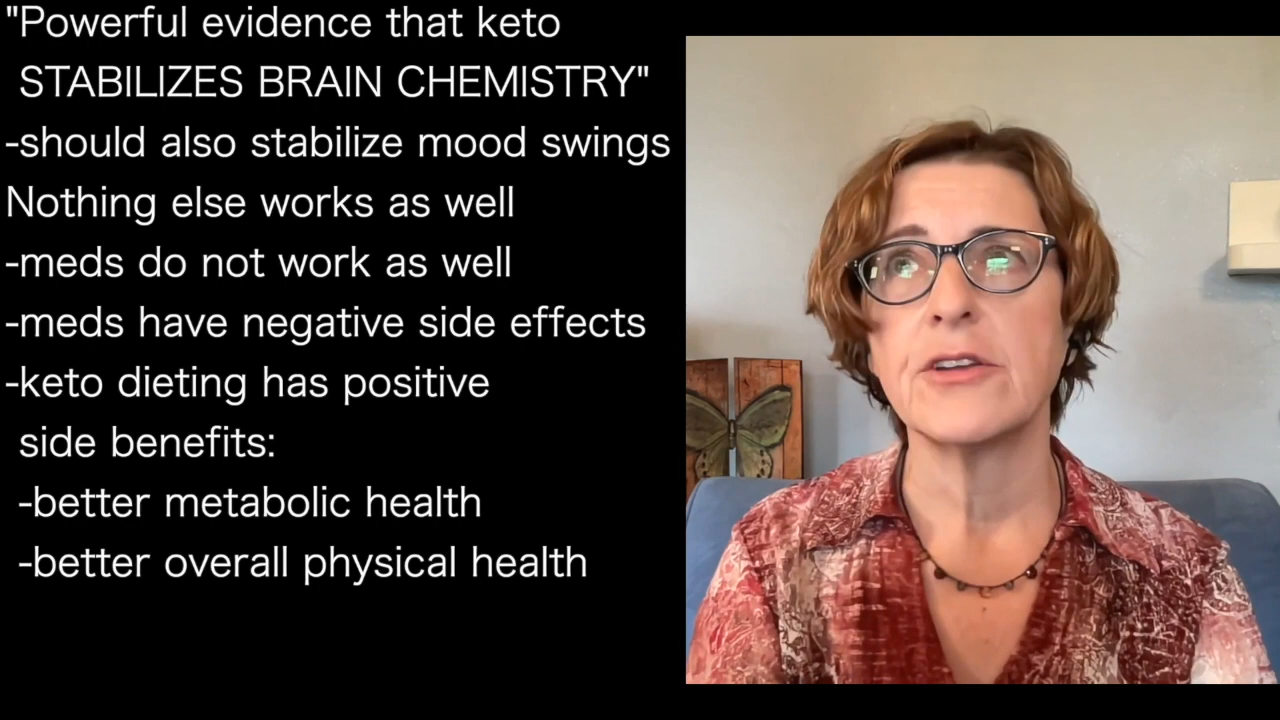 "Powerful evidence that keto
STABILIZES BRAIN CHEMISTRY"
-should also stabilize mood swings
Nothing else works as well
-meds do not work as well
-meds have negative side effects
-keto dieting has positive
side benefits:
-better metabolic health
-better overall physical health